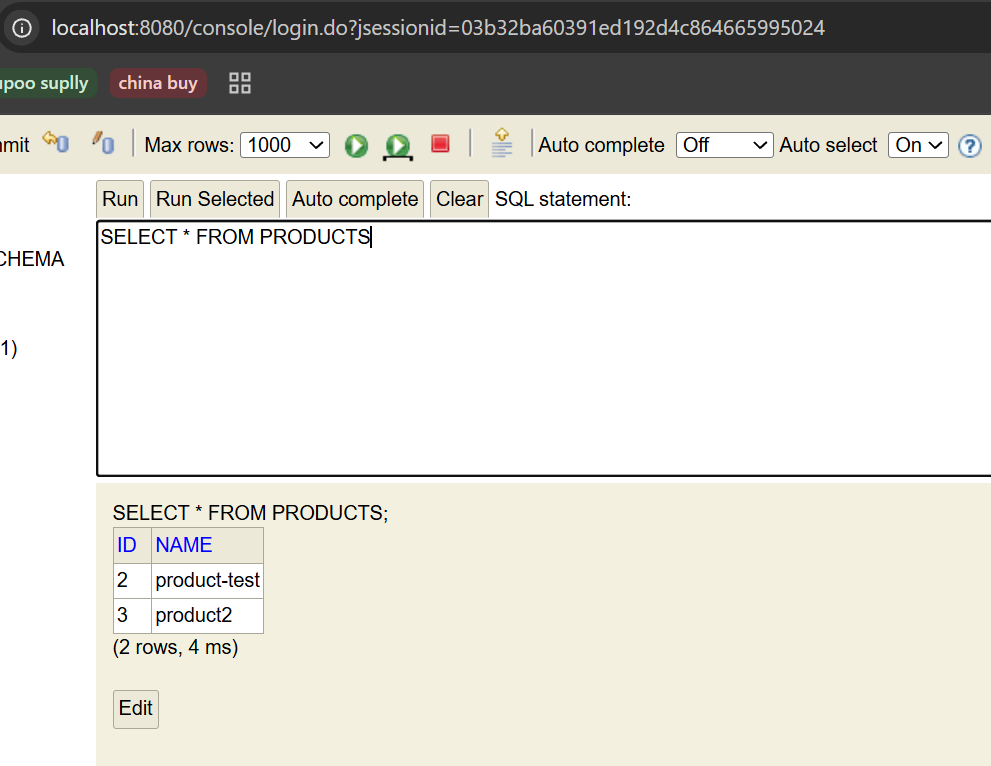 localhost:8080/console/login.do?jsessionid=03b32ba60391ed192d4c864665995024
upoo suplly china buy
mmit Max rows: 1000 Auto complete Off Auto select On ?
Run Run Selected Auto complete Clear SQL statement:
SELECT * FROM PRODUCTS
CHEMA
1)
SELECT * FROM PRODUCTS;
ID NAME
2 product-test
3 product2
(2 rows, 4 ms)
Edit